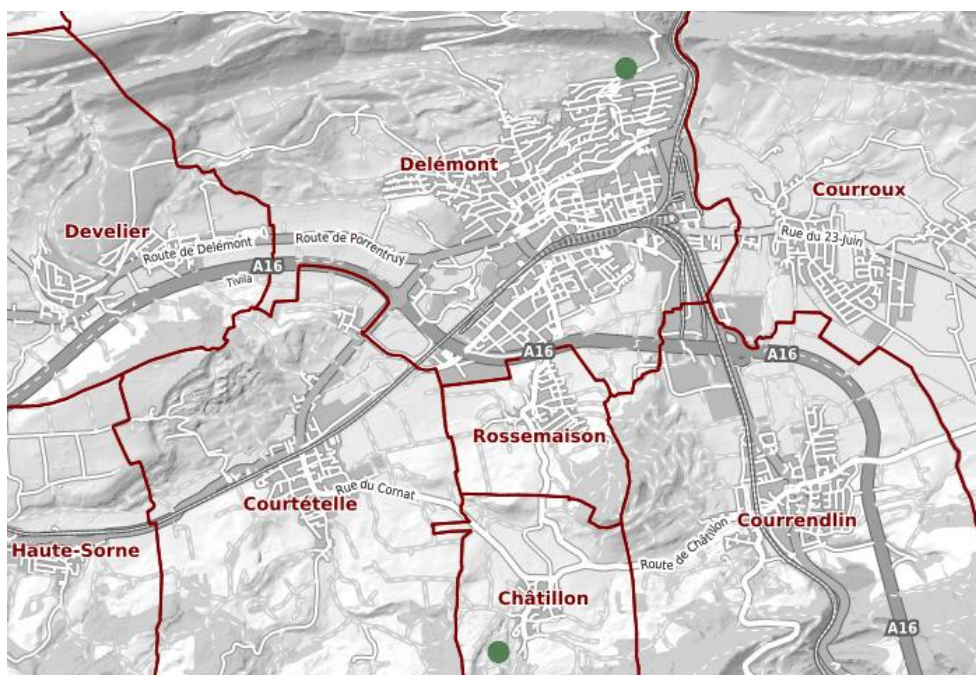 Delémont
Courroux
Develier
Route de Delémont
Route de Porrentruy
Rue du 23-Juin
A16
Tivila
A16
A16
Rossemaison
Rue du Cornat
Courtételle
Courrendlin
Haute-Sorne
Route de Châtillon
Châtillon
A16